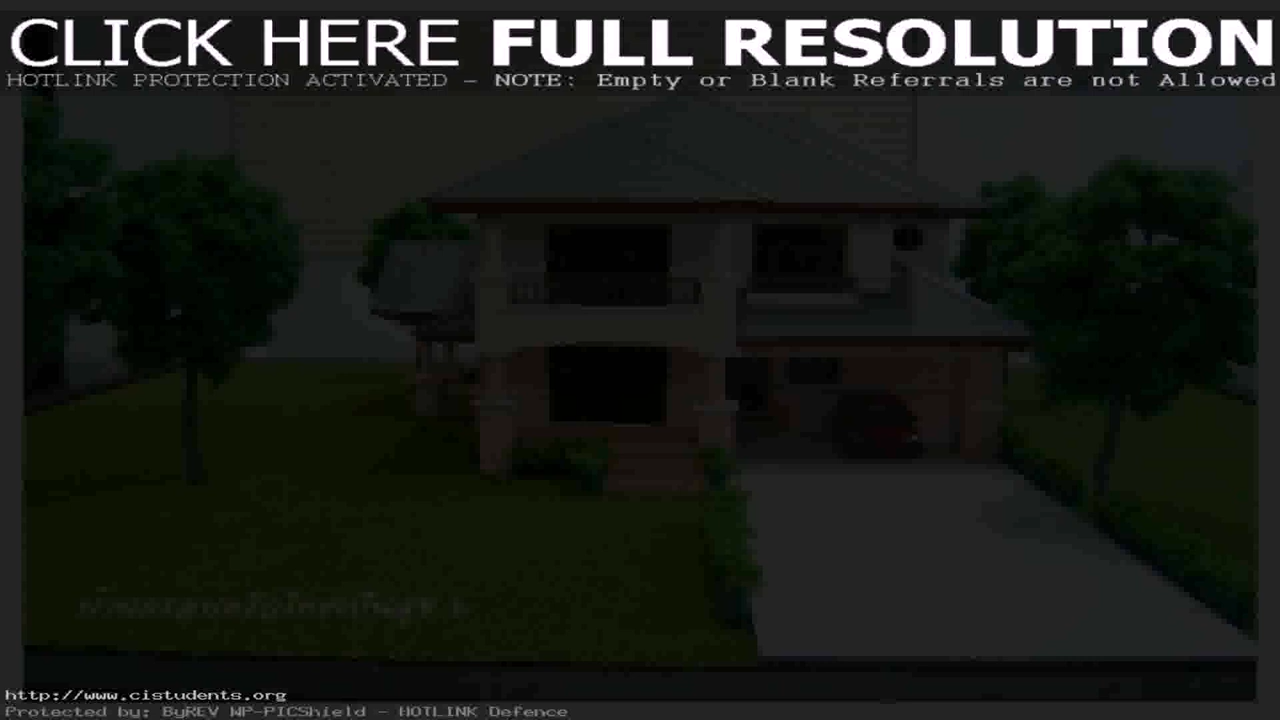 CLICK HERE FULL RESOLUTION
HOTLINK PROTECTION ACTIVATED - NOTE: Empty or Blank Referrals are not Allowed
http://www.cistudents.org
Protected by: ByREV WP-PICShield - HOTLINK Defence